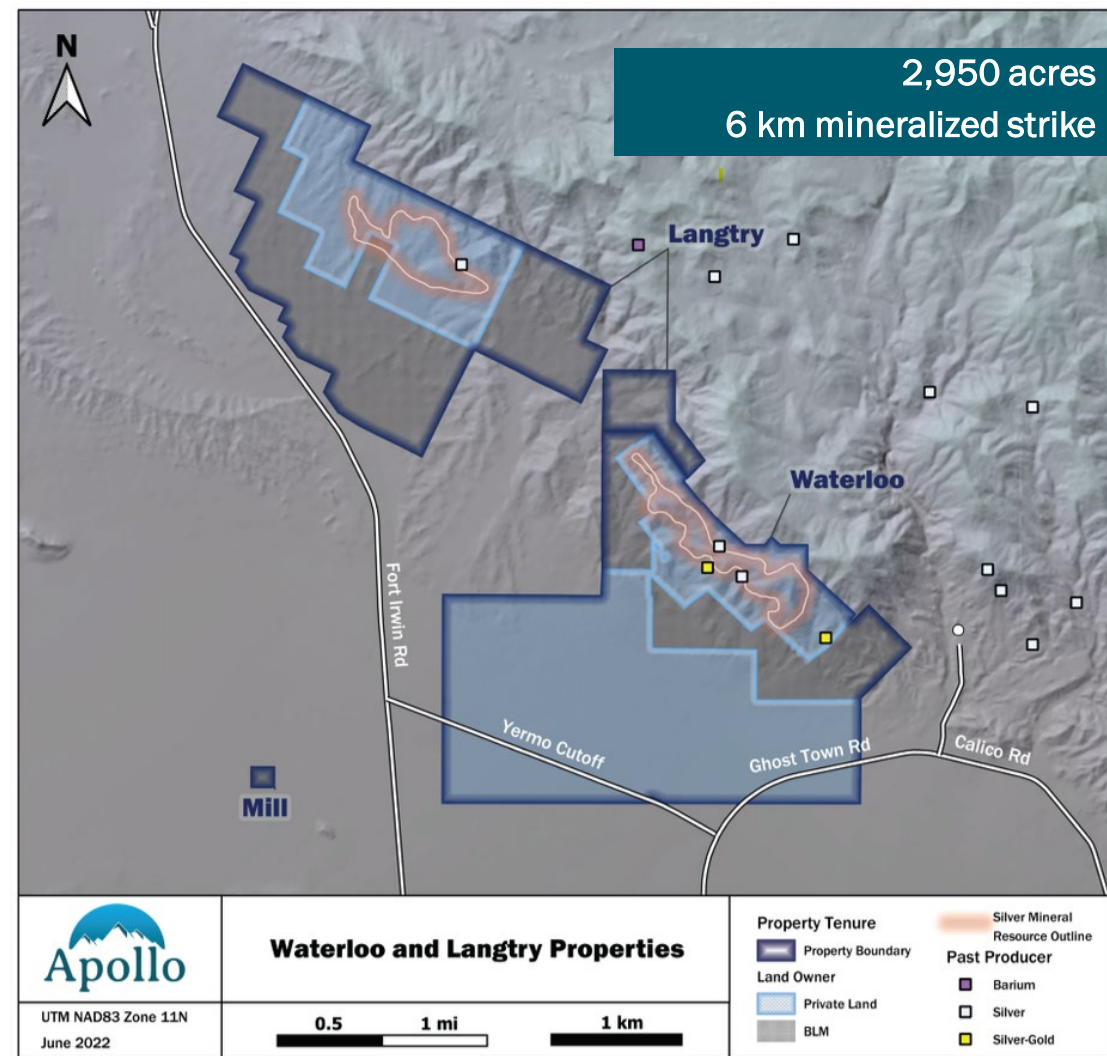 N
2,950 acres
6 km mineralized strike
Langtry
Waterloo
Fort Irwin Rd
Yermo Cutoff
Ghost Town Rd
Calico Rd
Mill
Apollo
UTM NAD83 Zone 11N
June 2022
Waterloo and Langtry Properties
0.5
1 mi
1 km
Property Tenure
Property Boundary
Land Owner
Private Land
BLM
Silver Mineral
Resource Outline
Past Producer
Barium
Silver
Silver-Gold